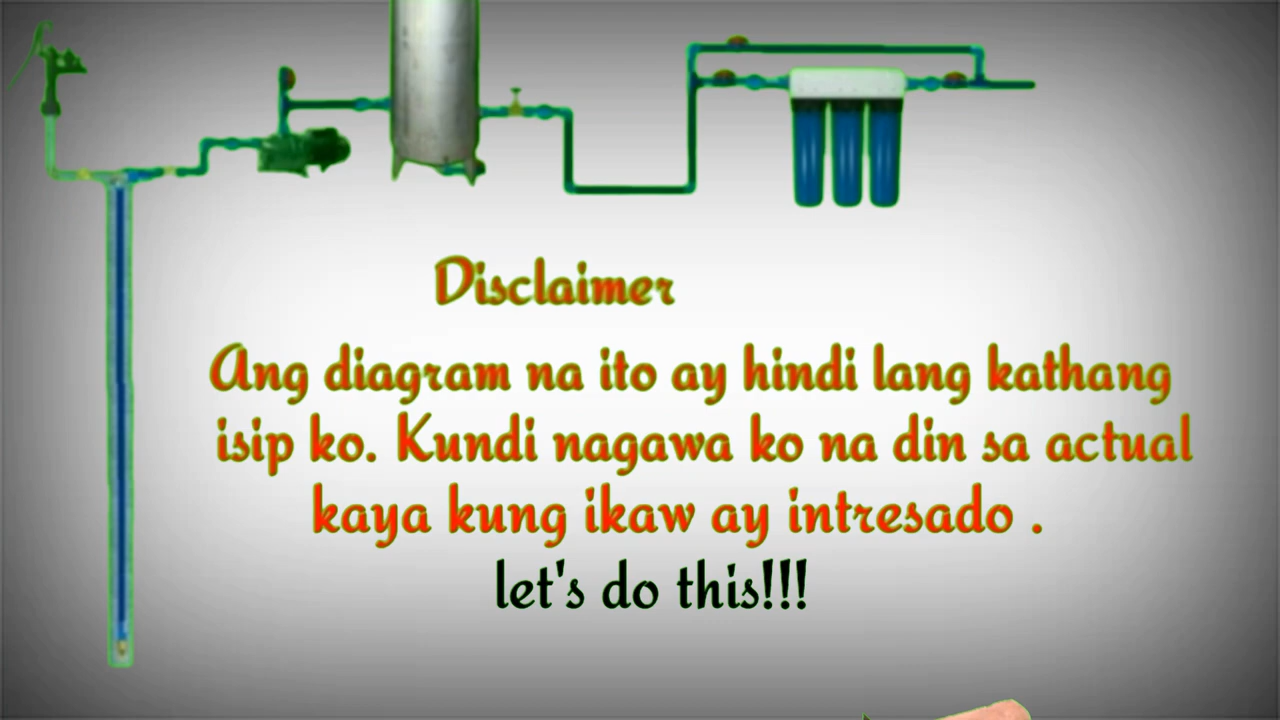 Disclaimer
Ang diagram na ito ay hindi lang kathang
isip ko. Kundi nagawa ko na din sa actual
kaya kung ikaw ay intresado .
let's do this!!!